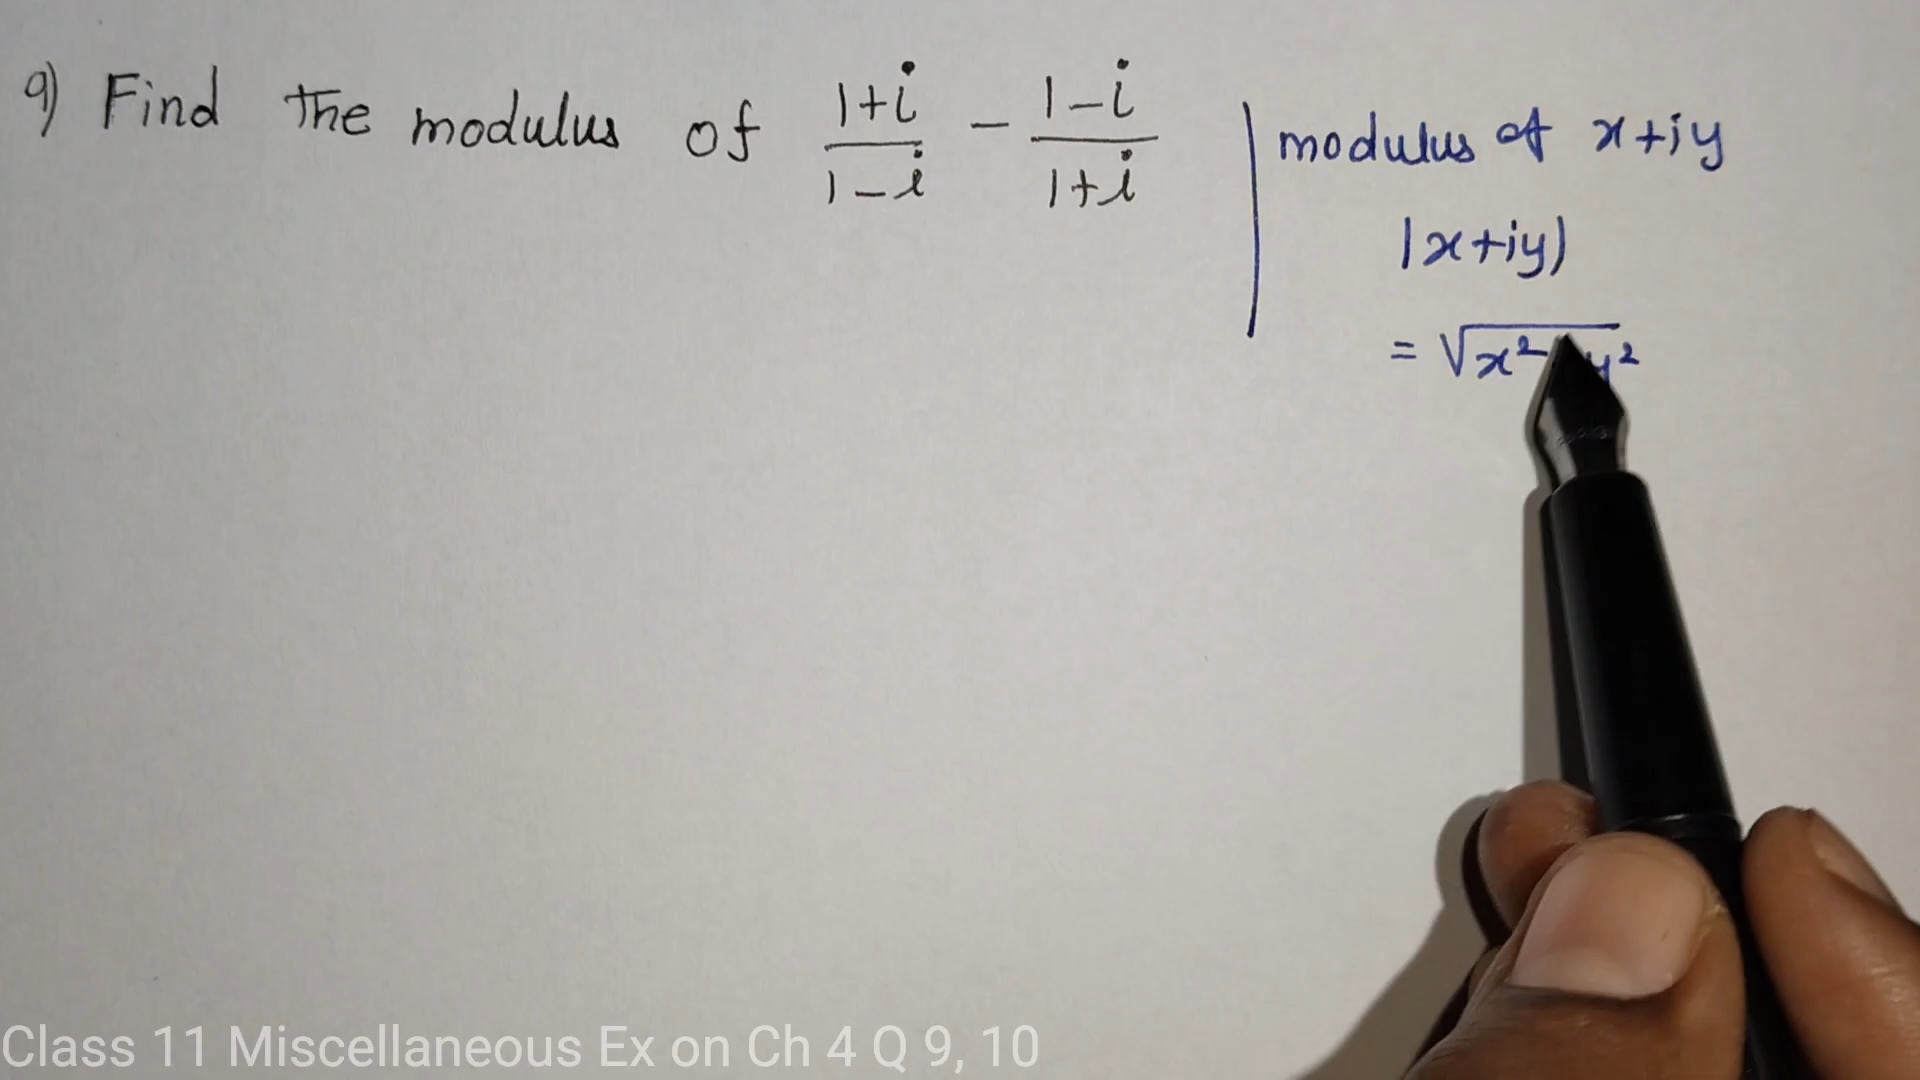 9) Find the modulus of (1+i)/(1-i) - (1-i)/(1+i)
modulus of x+iy
|x+iy)
= √x² y²
Class 11 Miscellaneous Ex on Ch 4 Q 9, 10